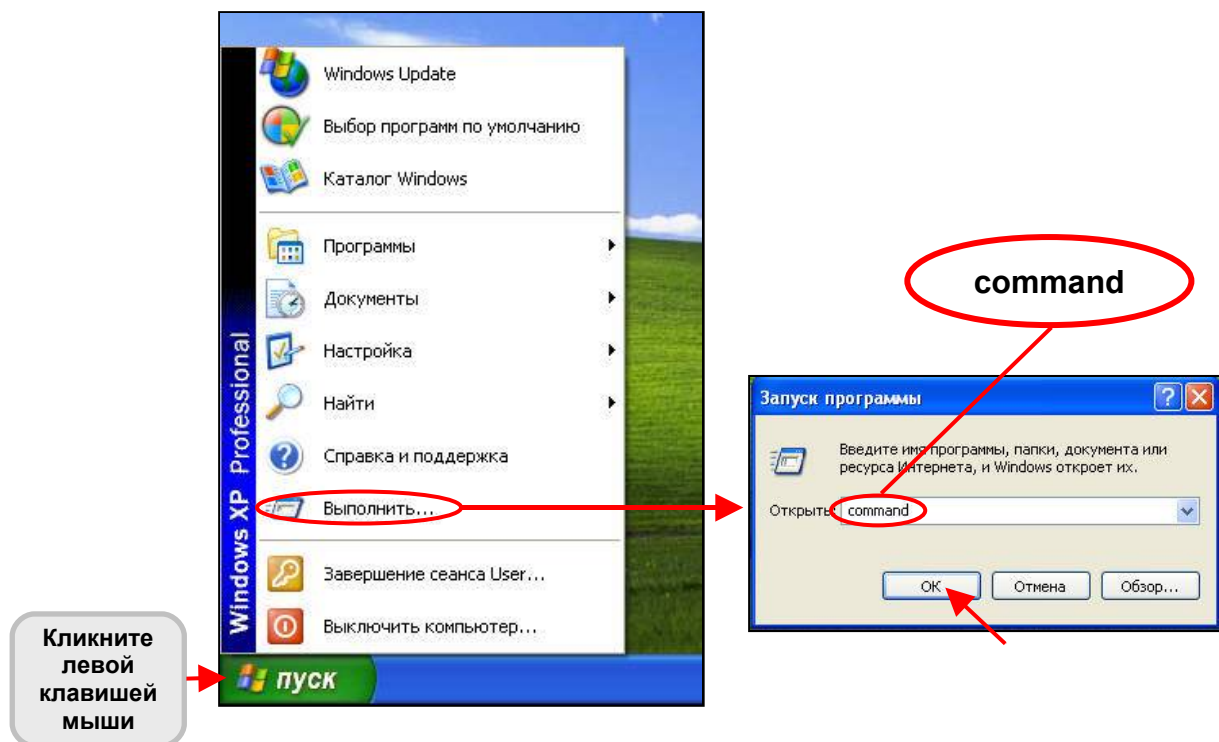 Windows Update
Выбор программ по умолчанию
Каталог Windows
Программы
Документы
Настройка
Найти
Справка и поддержка
Выполнить...
Завершение сеанса User...
Выключить компьютер...
Windows XP Professional
пуск
Кликните
левой
клавишей
мыши
command
Запуск программы
Введите имя программы, папки, документа или
ресурса Интернета, и Windows откроет их.
Открыть: command
ОК Отмена Обзор...